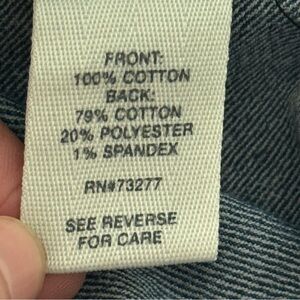 FRONT:
100% COTTON
BACK:
79% COTTON
20% POLYESTER
1% SPANDEX
RN#73277
SEE REVERSE
FOR CARE